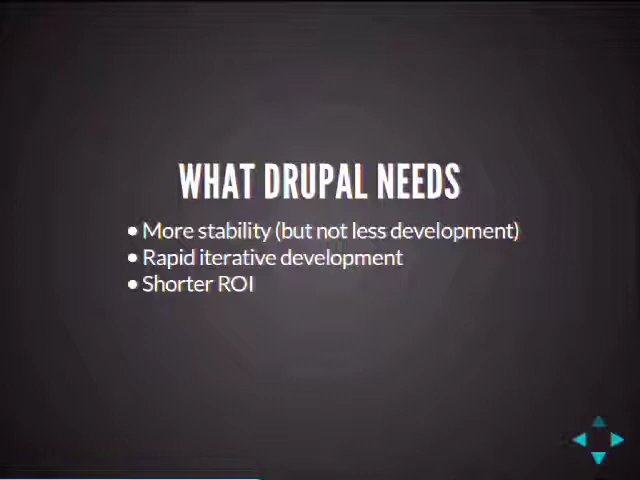 WHAT DRUPAL NEEDS
• More stability (but not less development)
• Rapid iterative development
• Shorter ROI